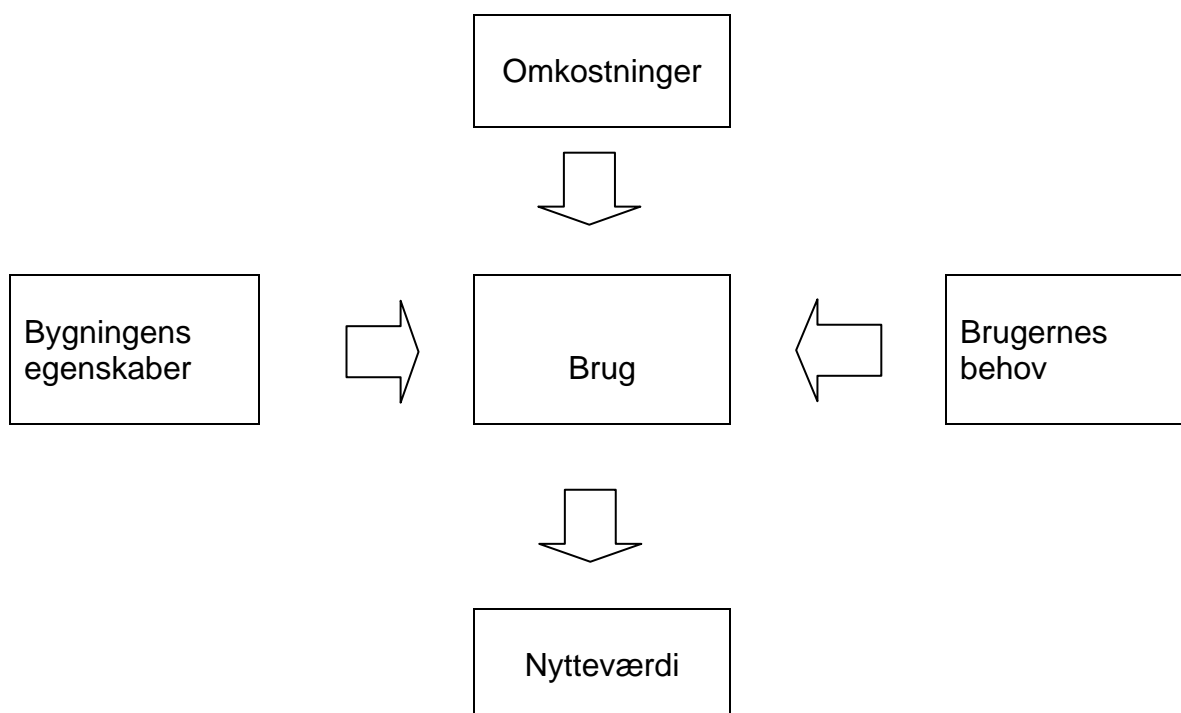 Omkostninger
Bygningens
egenskaber
Brug
Brugernes
behov
Nytteværdi